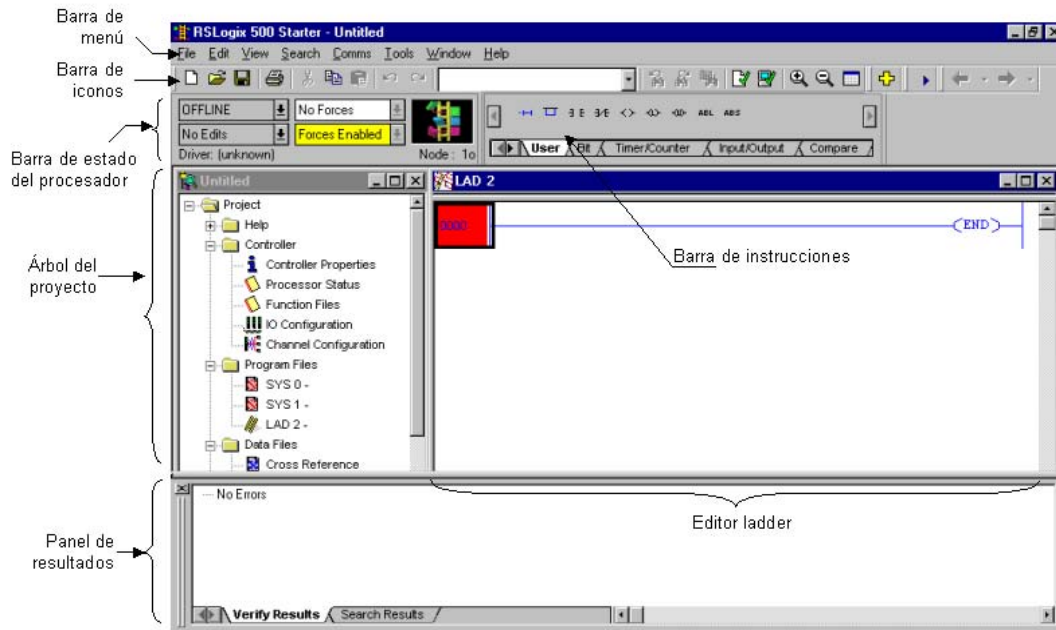 Barra de
menú
RSLogix 500 Starter - Untitled
File Edit View Search Comms Tools Window Help
Barra de
iconos
Barra de estado
del procesador
OFFLINE
No Forces
No Edits
Forces Enabled
Driver: (unknown)
Node : 1o
ABL ABS
User Bit Timer/Counter Input/Output Compare
Árbol del
proyecto
Untitled
Project
Help
Controller
Controller Properties
Processor Status
Function Files
IO Configuration
Channel Configuration
Program Files
SYS 0 -
SYS 1 -
LAD 2 -
Data Files
Cross Reference
LAD 2
0000
END
Barra de instrucciones
Editor ladder
Panel de
resultados
No Errors
Verify Results Search Results